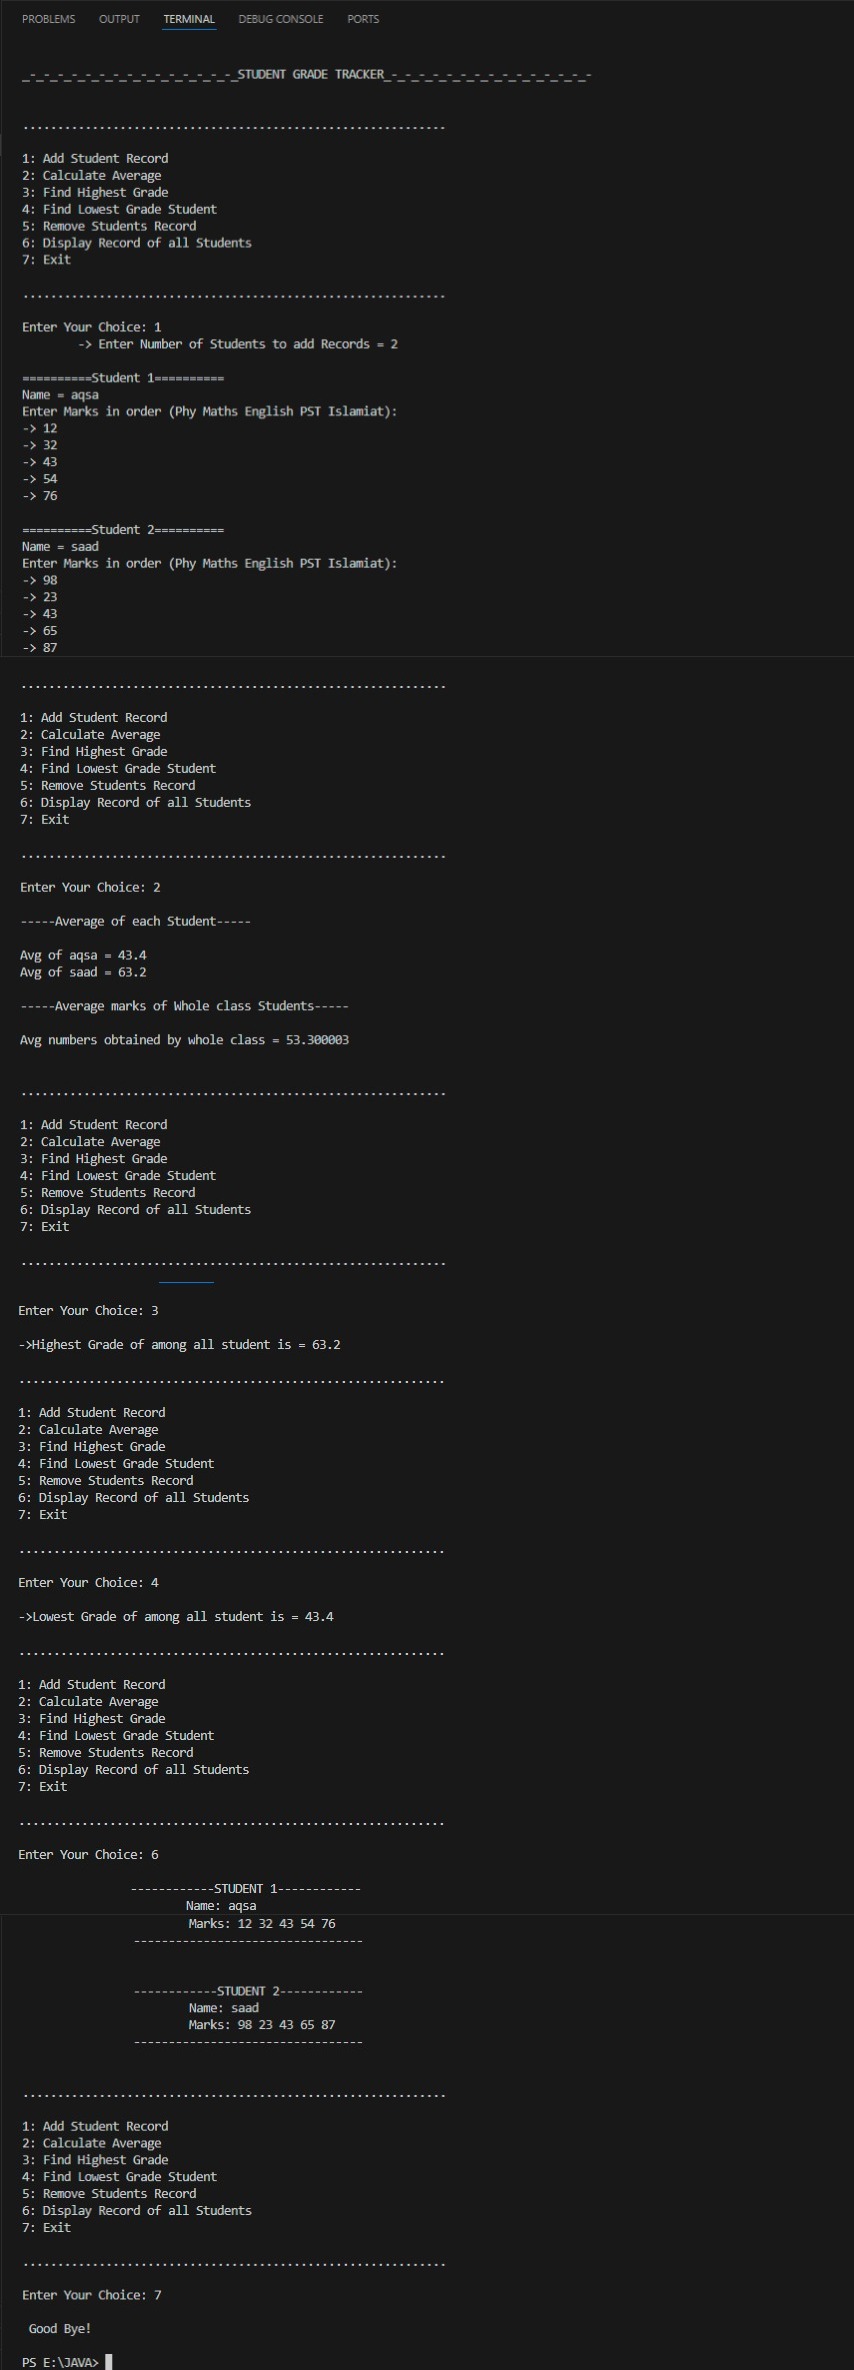 PROBLEMS OUTPUT TERMINAL DEBUG CONSOLE PORTS
_-_-_-_-_-_-_-_-_-_-_-_-_-_-_-_STUDENT GRADE TRACKER_-_-_-_-_-_-_-_-_-_-_-_-_-_-_-
.............................................................
1: Add Student Record
2: Calculate Average
3: Find Highest Grade
4: Find Lowest Grade Student
5: Remove Students Record
6: Display Record of all Students
7: Exit
.............................................................
Enter Your Choice: 1
-> Enter Number of Students to add Records = 2
==========Student 1==========
Name = aqsa
Enter Marks in order (Phy Maths English PST Islamiat):
-> 12
-> 32
-> 43
-> 54
-> 76
==========Student 2==========
Name = saad
Enter Marks in order (Phy Maths English PST Islamiat):
-> 98
-> 23
-> 43
-> 65
-> 87
.............................................................
1: Add Student Record
2: Calculate Average
3: Find Highest Grade
4: Find Lowest Grade Student
5: Remove Students Record
6: Display Record of all Students
7: Exit
.............................................................
Enter Your Choice: 2
-----Average of each Student-----
Avg of aqsa = 43.4
Avg of saad = 63.2
-----Average marks of Whole class Students-----
Avg numbers obtained by whole class = 53.300003
.............................................................
1: Add Student Record
2: Calculate Average
3: Find Highest Grade
4: Find Lowest Grade Student
5: Remove Students Record
6: Display Record of all Students
7: Exit
.............................................................
Enter Your Choice: 3
->Highest Grade of among all student is = 63.2
.............................................................
1: Add Student Record
2: Calculate Average
3: Find Highest Grade
4: Find Lowest Grade Student
5: Remove Students Record
6: Display Record of all Students
7: Exit
.............................................................
Enter Your Choice: 4
->Lowest Grade of among all student is = 43.4
.............................................................
1: Add Student Record
2: Calculate Average
3: Find Highest Grade
4: Find Lowest Grade Student
5: Remove Students Record
6: Display Record of all Students
7: Exit
.............................................................
Enter Your Choice: 6
------------STUDENT 1------------
Name: aqsa
Marks: 12 32 43 54 76
---------------------------------
------------STUDENT 2------------
Name: saad
Marks: 98 23 43 65 87
---------------------------------
.............................................................
1: Add Student Record
2: Calculate Average
3: Find Highest Grade
4: Find Lowest Grade Student
5: Remove Students Record
6: Display Record of all Students
7: Exit
.............................................................
Enter Your Choice: 7
Good Bye!
PS E:\JAVA>